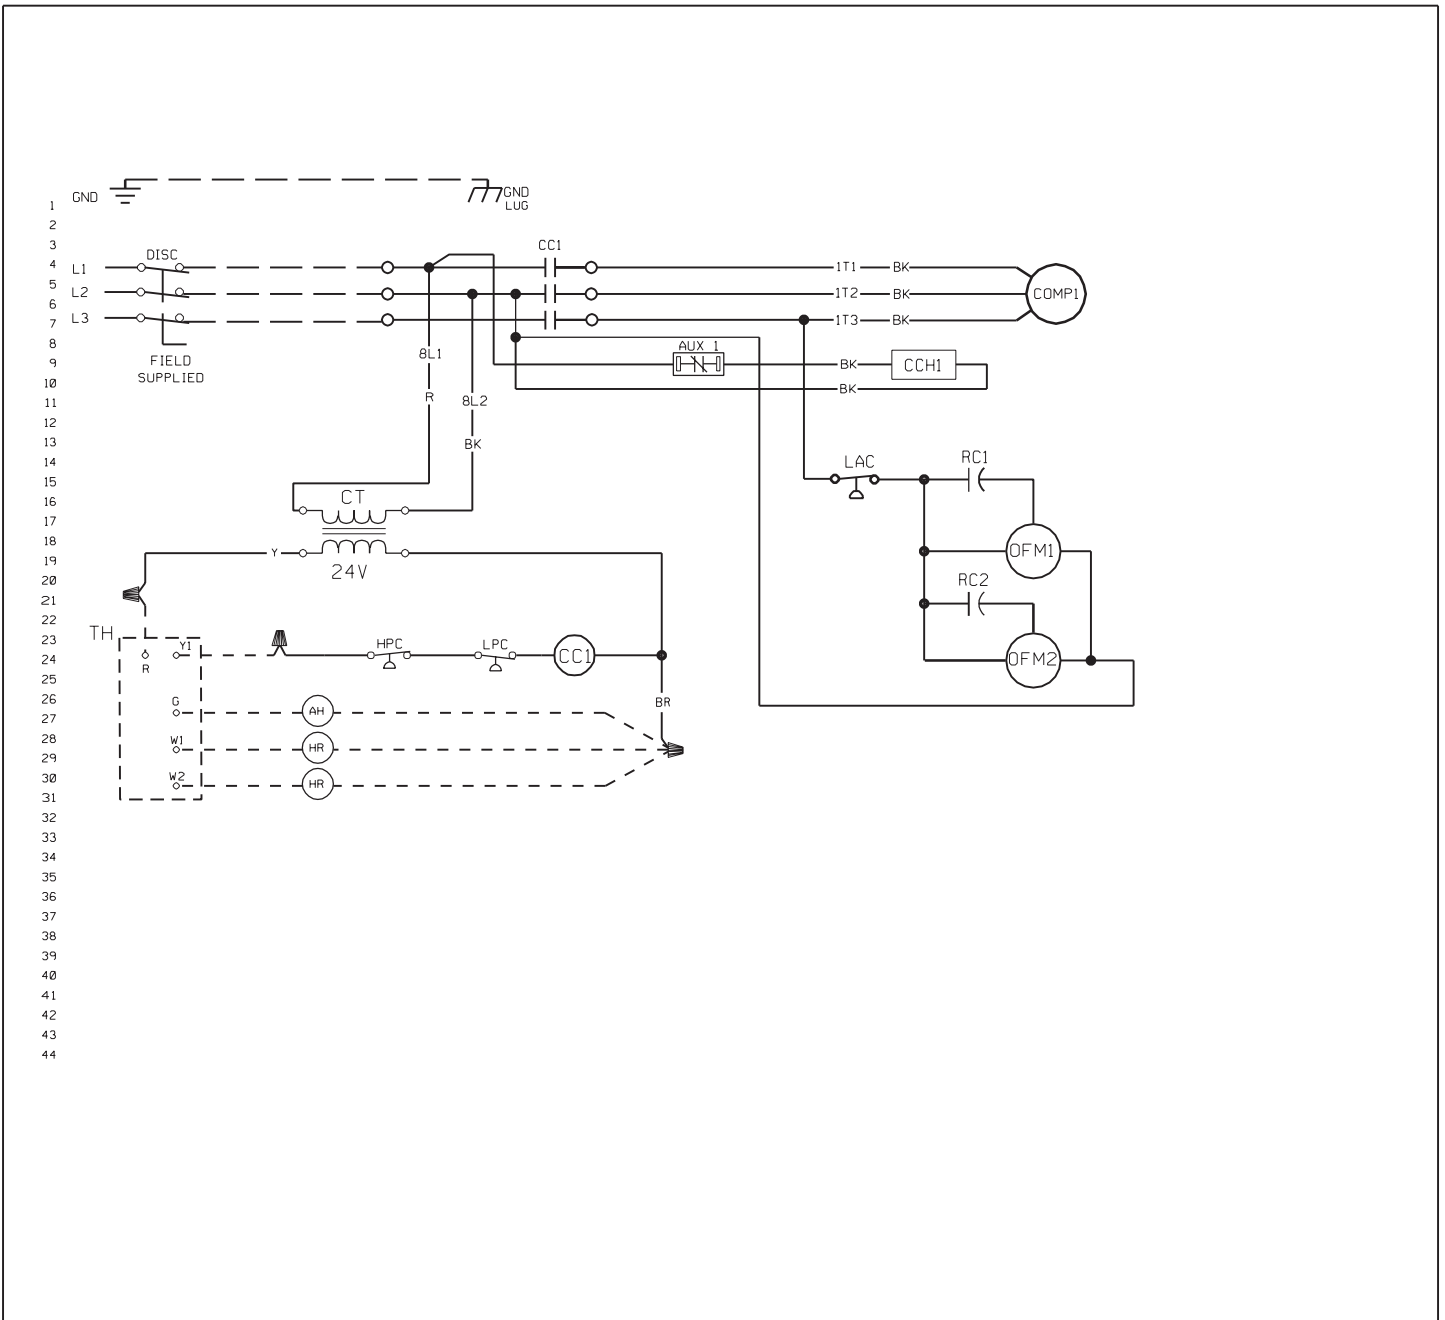 GND
GND
LUG
1
2
3
CC1
DISC
4
L1
1T1
BK
5
L2
1T2
BK
COMP1
6
7
L3
1T3
BK
8
AUX 1
8L1
9
FIELD
BK
CCH1
10
SUPPLIED
BK
R
11
8L2
12
13
BK
14
LAC
RC1
15
16
CT
17
18
19
Y
OFM1
20
24V
RC2
21
22
23
TH
Y1
HPC
LPC
24
R
CC1
OFM2
25
26
G
BR
27
AH
28
W1
29
HR
30
W2
HR
31
32
33
34
35
36
37
38
39
40
41
42
43
44